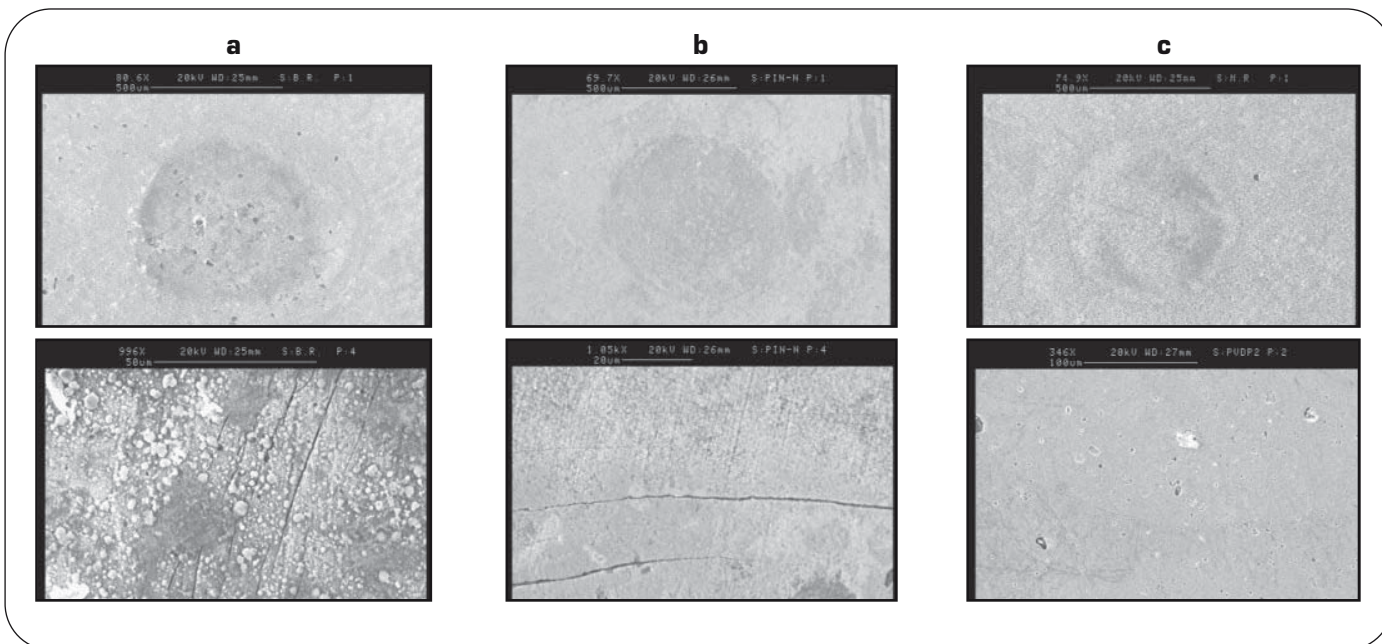 a
b
c
80.6X 20kV WD:25mm S:B.R. P:1
500um
69.7X 20kV WD:26mm S:PIN-N P:1
500um
74.9X 20kV WD:25mm S:N.R. P:1
500um
996X 20kV WD:25mm S:B.R. P:4
50um
1.05kX 20kV WD:26mm S:PIN-N P:4
20um
346X 20kV WD:27mm S:PVDP2 P:2
100um